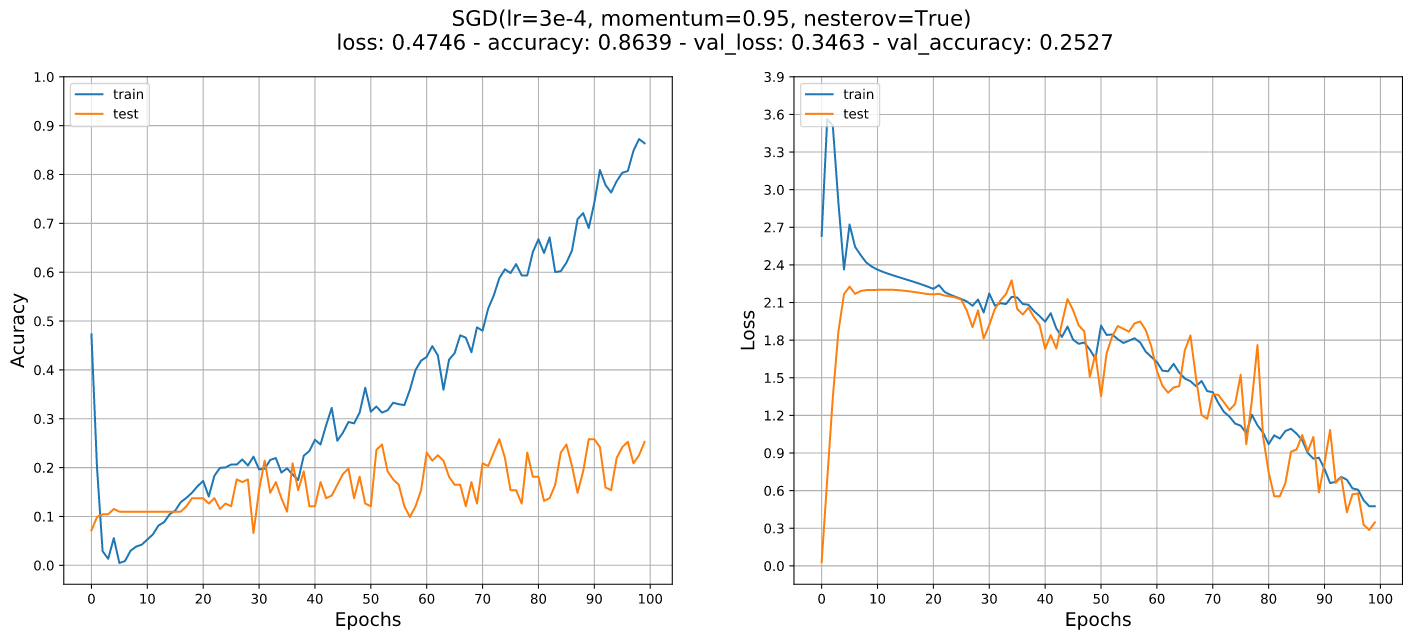 SGD(lr=3e-4, momentum=0.95, nesterov=True)
loss: 0.4746 - accuracy: 0.8639 - val_loss: 0.3463 - val_accuracy: 0.2527
train
test
1.0
0.9
0.8
0.7
0.6
0.5
0.4
0.3
0.2
0.1
0.0
Acuracy
0 10 20 30 40 50 60 70 80 90 100
Epochs
train
test
3.9
3.6
3.3
3.0
2.7
2.4
2.1
1.8
1.5
1.2
0.9
0.6
0.3
0.0
Loss
0 10 20 30 40 50 60 70 80 90 100
Epochs